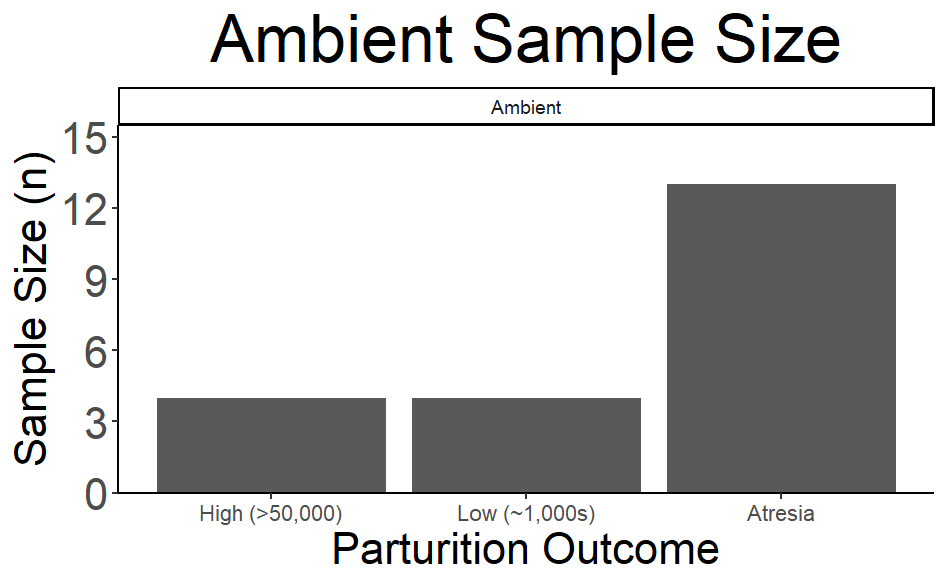 Ambient Sample Size
Ambient
Sample Size (n)
15
12
9
6
3
0
High (>50,000)
Low (~1,000s)
Atresia
Parturition Outcome